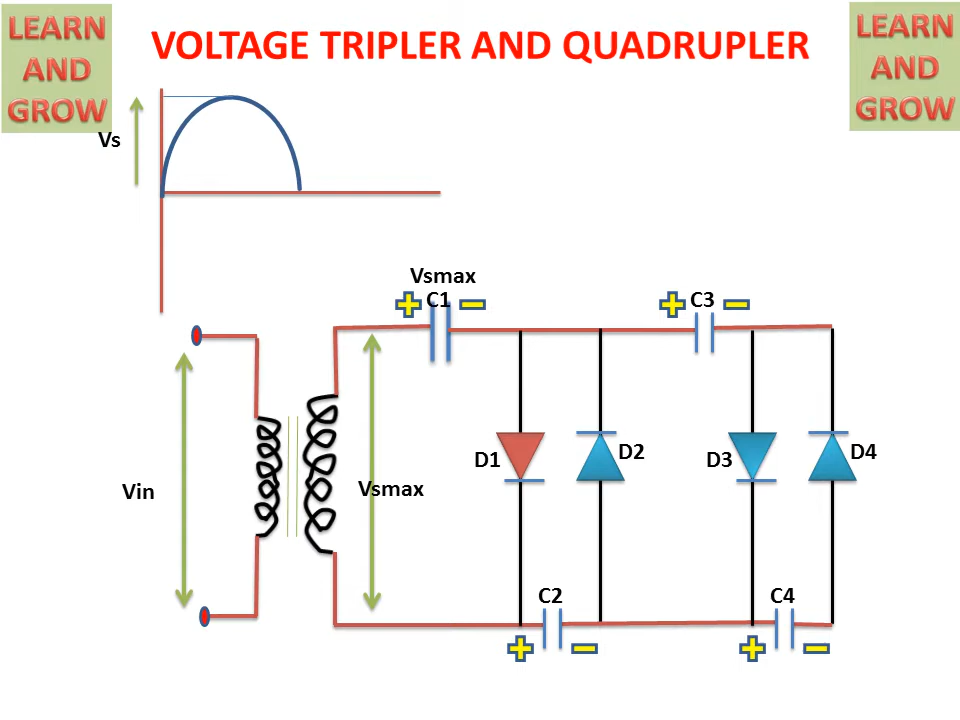 LEARN
AND
GROW
VOLTAGE TRIPLER AND QUADRUPLER
LEARN
AND
GROW
Vs
Vsmax
C1
C3
D1
D2
D3
D4
Vin
Vsmax
C2
C4